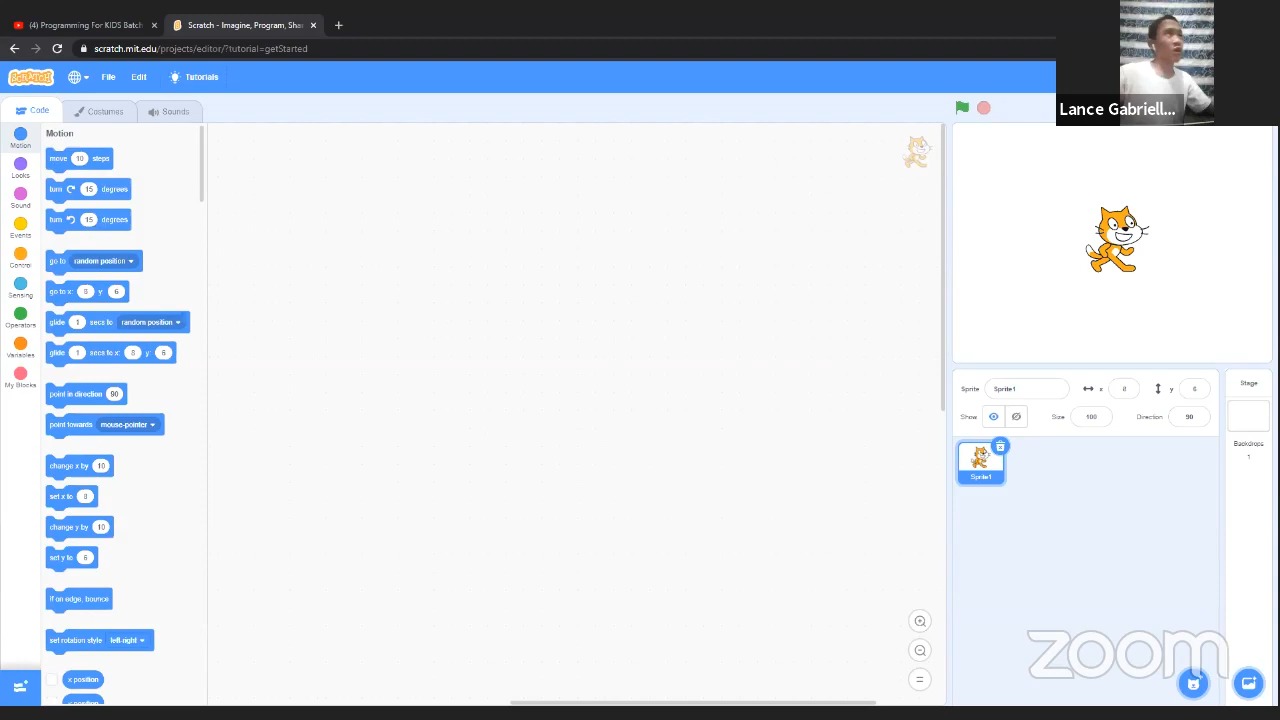 (4) Programming For KIDS Batch
Scratch - Imagine, Program, Sha
scratch.mit.edu/projects/editor/?tutorial=getStarted
SCRATCH
File
Edit
Tutorials
Lance Gabriell...
Code
Costumes
Sounds
Motion
Looks
Sound
Events
Control
Sensing
Operators
Variables
My Blocks
Motion
move 10 steps
turn 15 degrees
turn 15 degrees
go to random position
go to x: 8 y: 6
glide 1 secs to random position
glide 1 secs to x: 8 y: 6
point in direction 90
point towards mouse-pointer
change x by 10
set x to 8
change y by 10
set y to 6
if on edge, bounce
set rotation style left-right
x position
Sprite Sprite1 x 8 y 6
Show Size 100 Direction 90
Sprite1
Stage
Backdrops
1
zoom